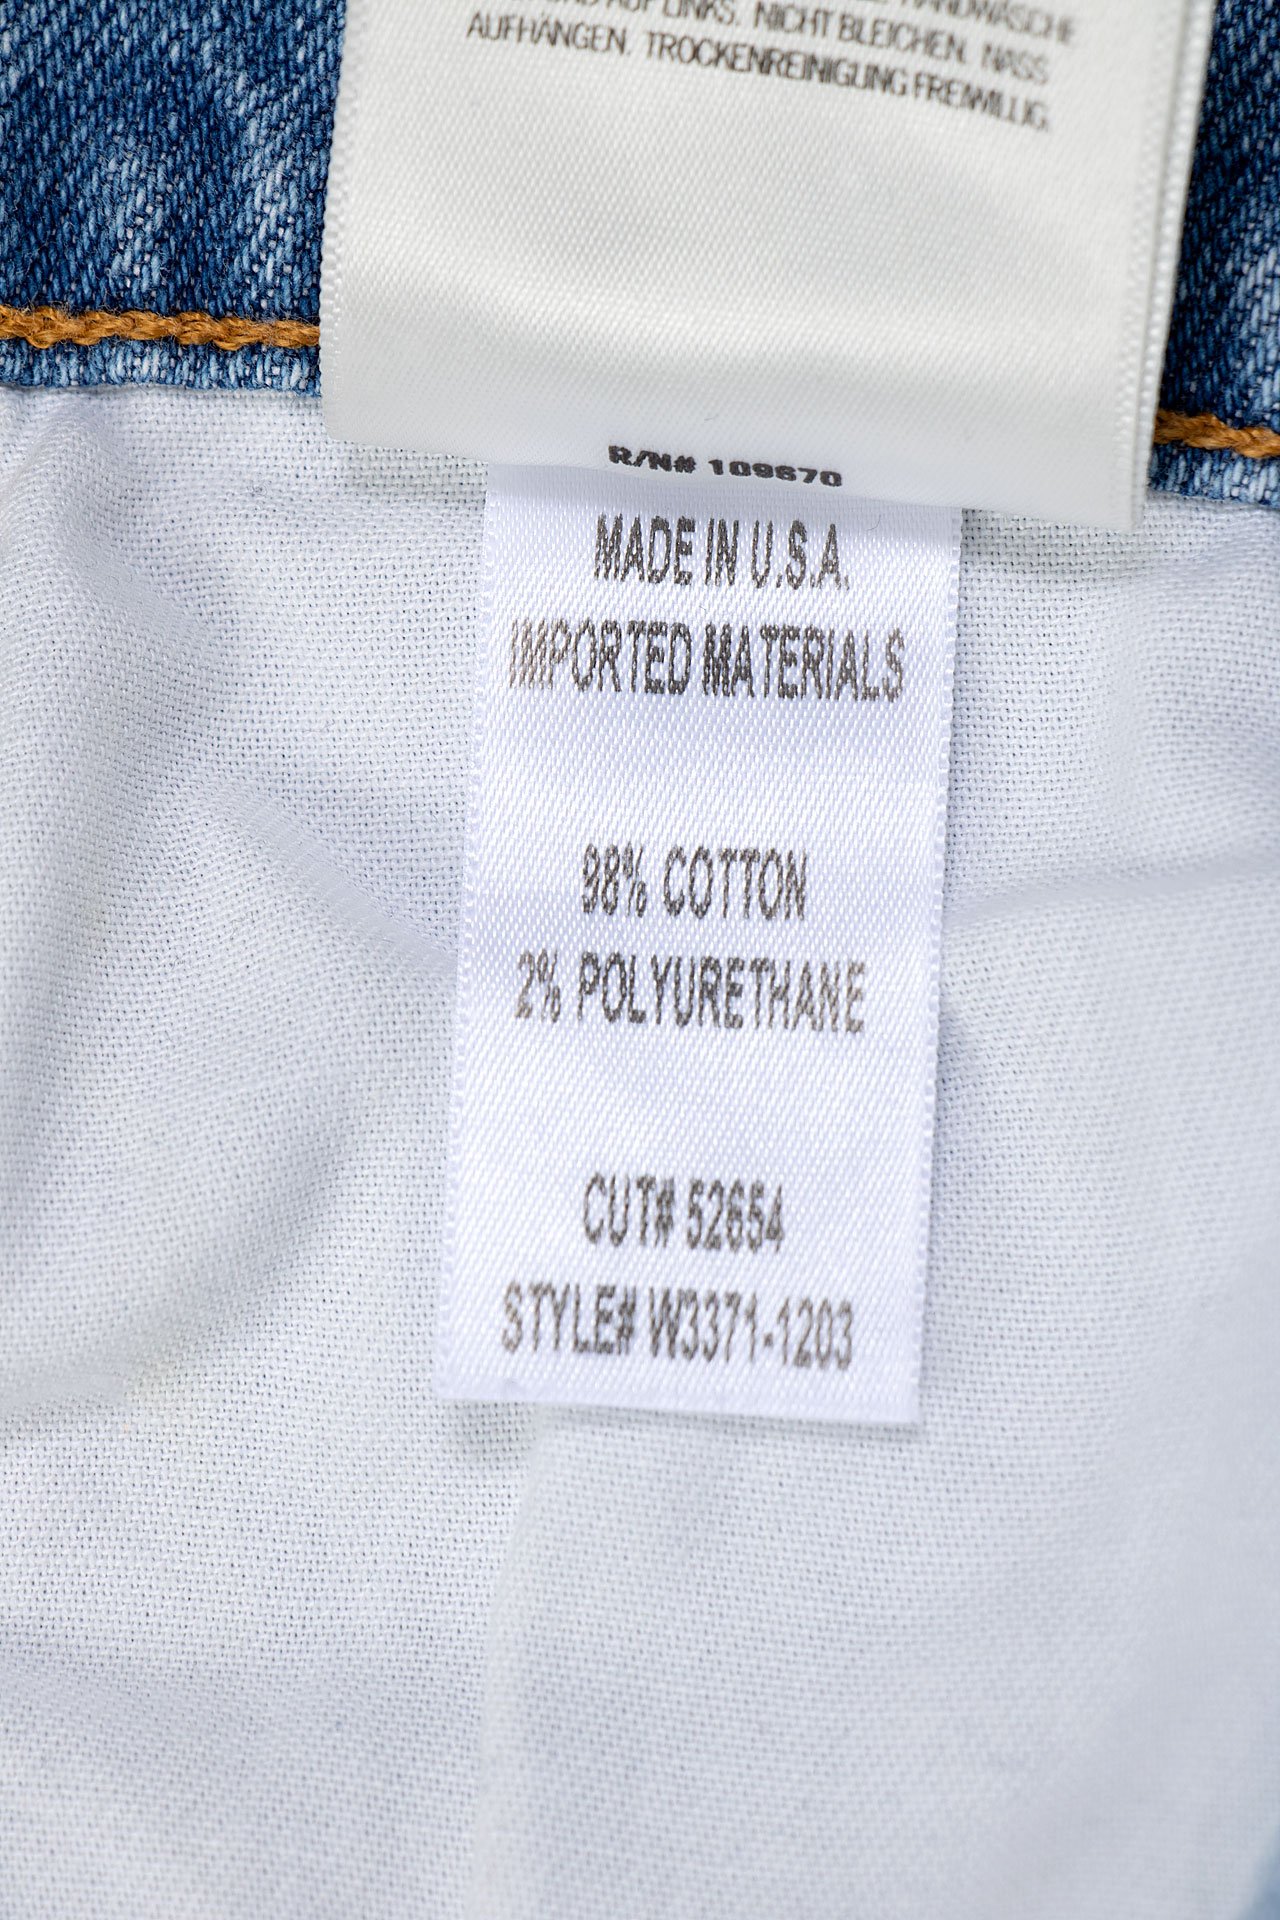 HANDWÄSCHE
AUF LINKS. NICHT BLEICHEN. NASS
AUFHÄNGEN. TROCKENREINIGUNG FREIWILLIG.
R/N# 109670
MADE IN U.S.A.
IMPORTED MATERIALS
98% COTTON
2% POLYURETHANE
CUT# 52654
STYLE# W3371-1203